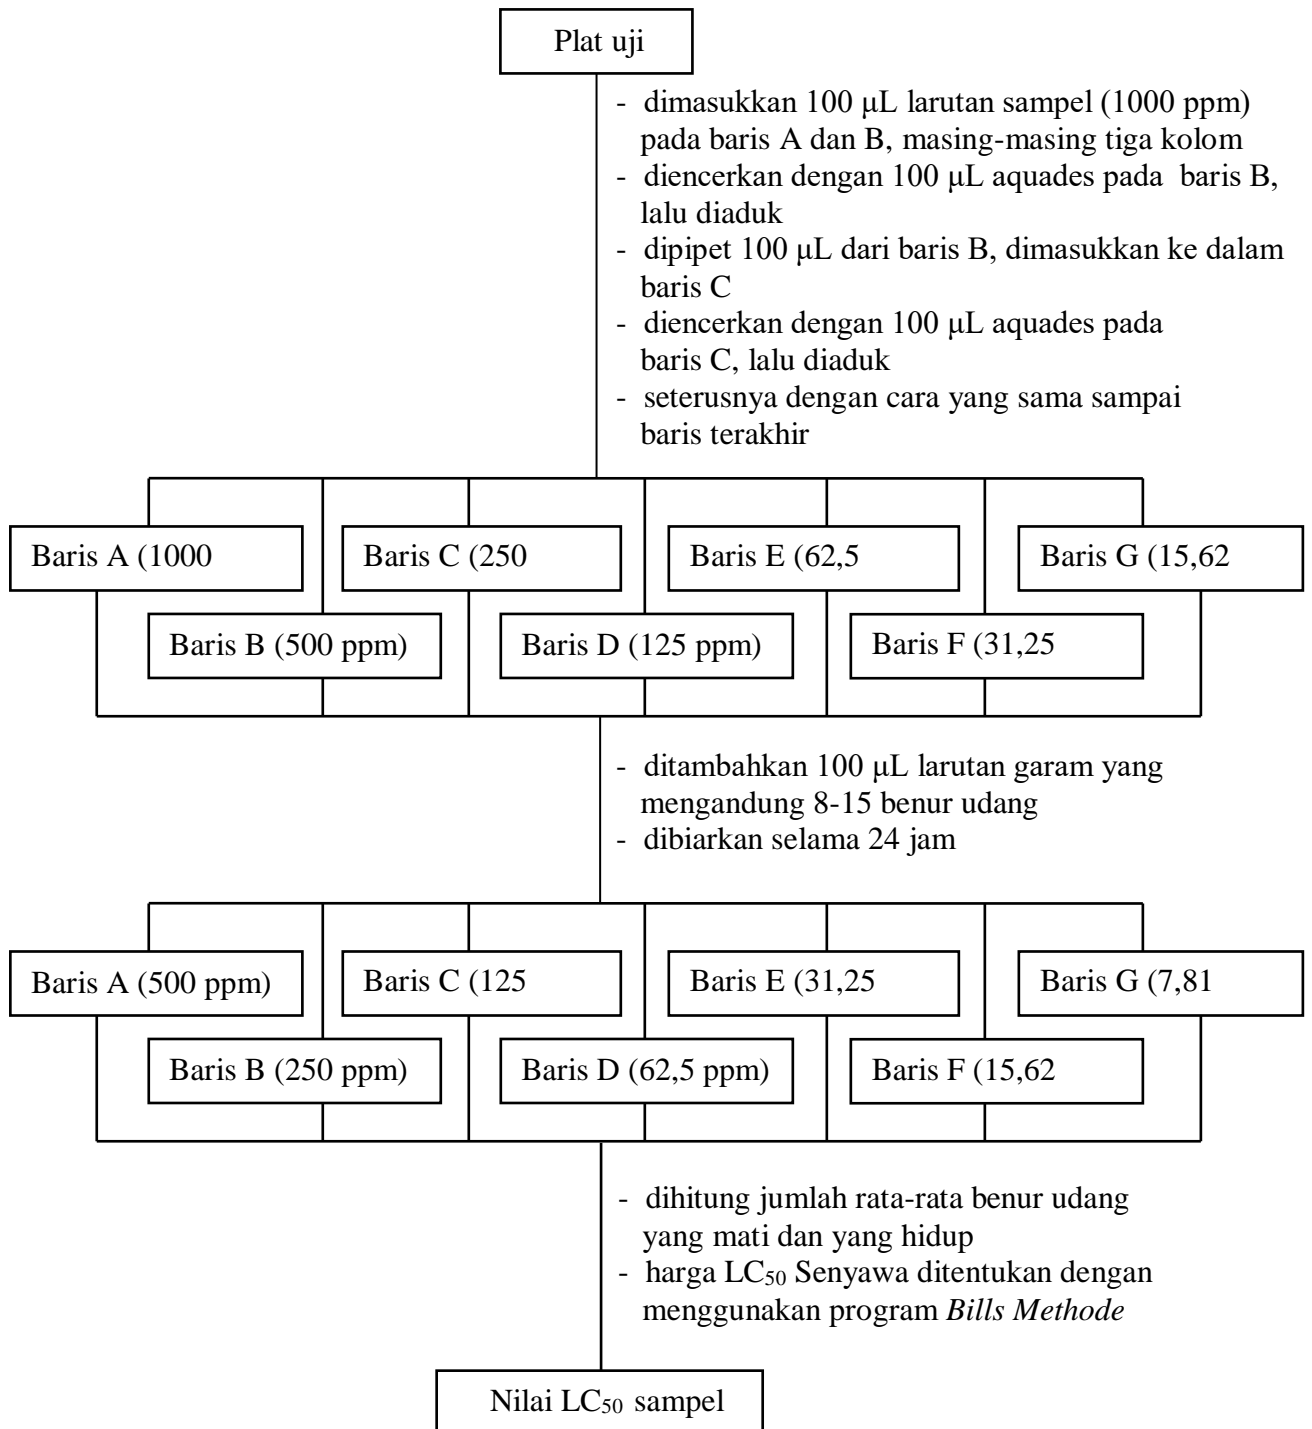 Plat uji
- dimasukkan 100 μL larutan sampel (1000 ppm)
pada baris A dan B, masing-masing tiga kolom
- diencerkan dengan 100 μL aquades pada baris B,
lalu diaduk
- dipipet 100 μL dari baris B, dimasukkan ke dalam
baris C
- diencerkan dengan 100 μL aquades pada
baris C, lalu diaduk
- seterusnya dengan cara yang sama sampai
baris terakhir
Baris A (1000
Baris C (250
Baris E (62,5
Baris G (15,62
Baris B (500 ppm)
Baris D (125 ppm)
Baris F (31,25
- ditambahkan 100 μL larutan garam yang
mengandung 8-15 benur udang
- dibiarkan selama 24 jam
Baris A (500 ppm)
Baris C (125
Baris E (31,25
Baris G (7,81
Baris B (250 ppm)
Baris D (62,5 ppm)
Baris F (15,62
- dihitung jumlah rata-rata benur udang
yang mati dan yang hidup
- harga LC₅₀ Senyawa ditentukan dengan
menggunakan program Bills Methode
Nilai LC₅₀ sampel